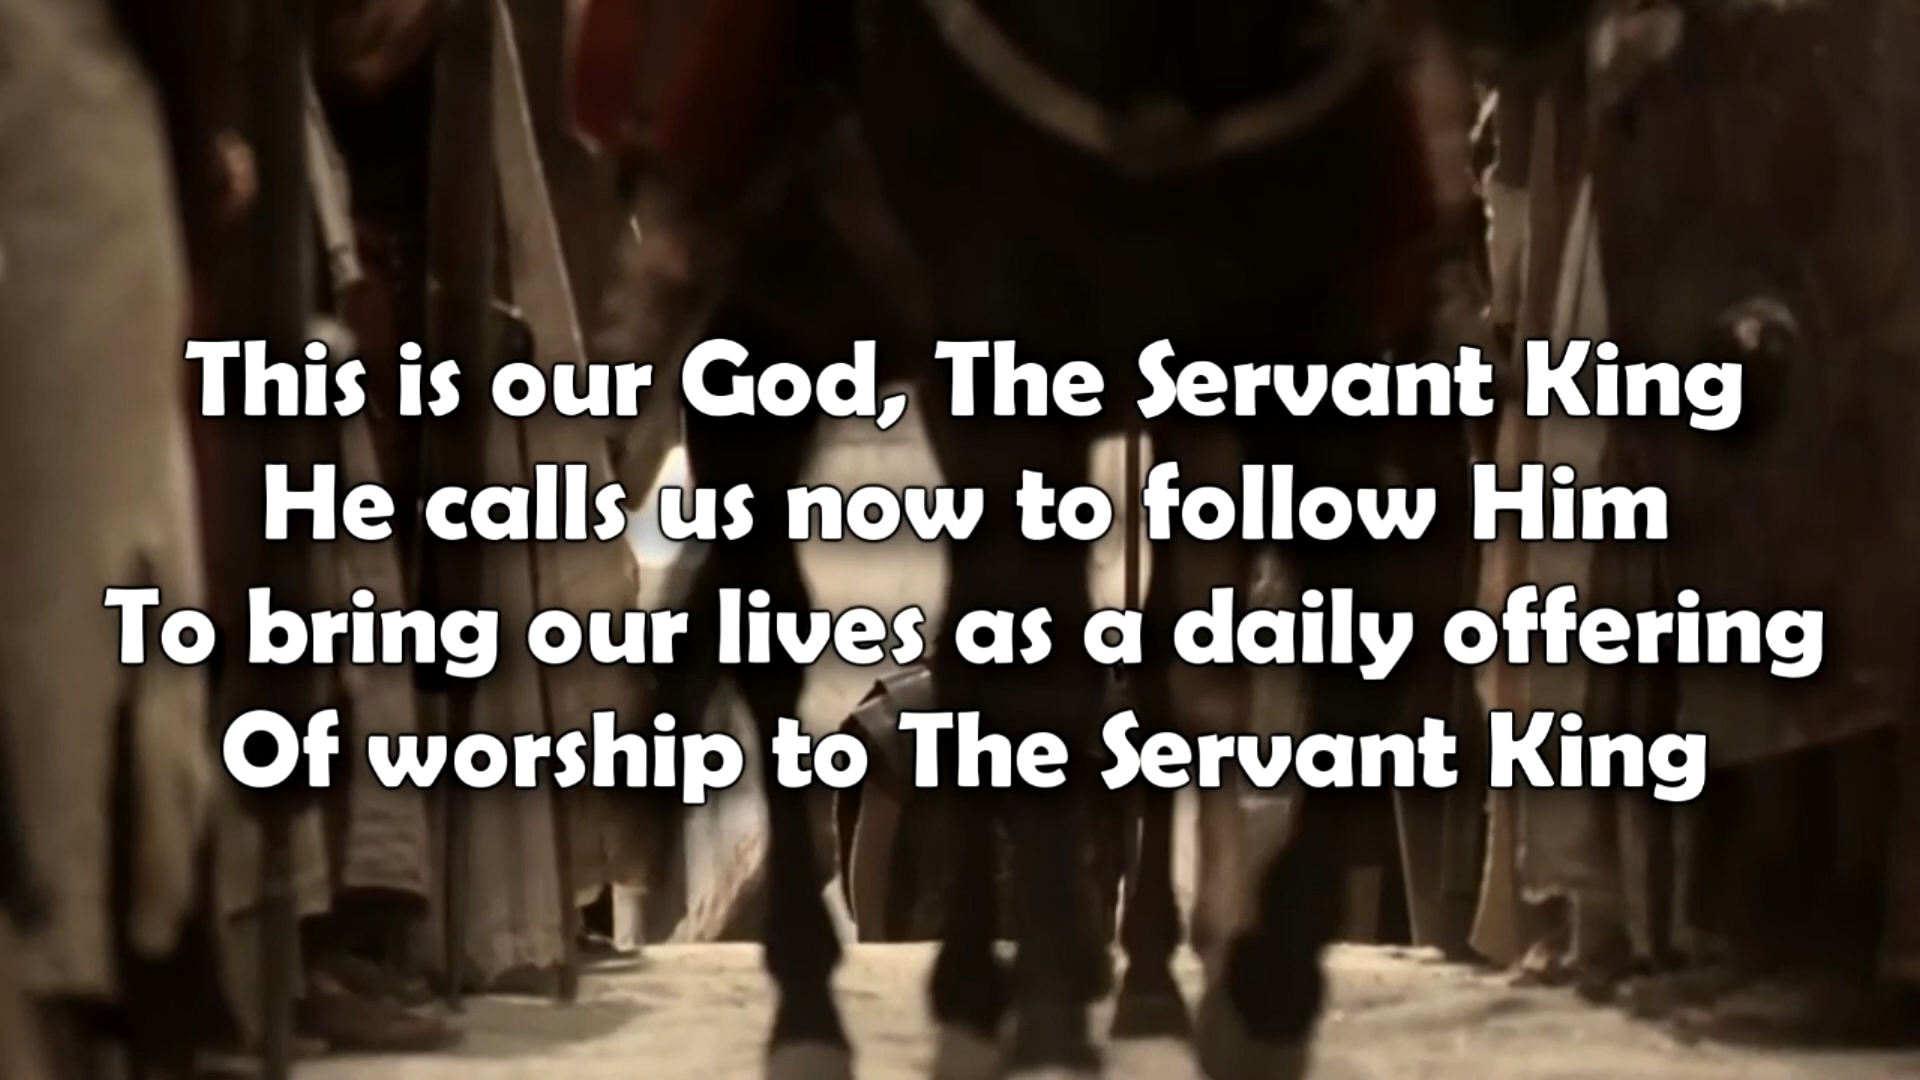 This is our God, The Servant King
He calls us now to follow Him
To bring our lives as a daily offering
Of worship to The Servant King